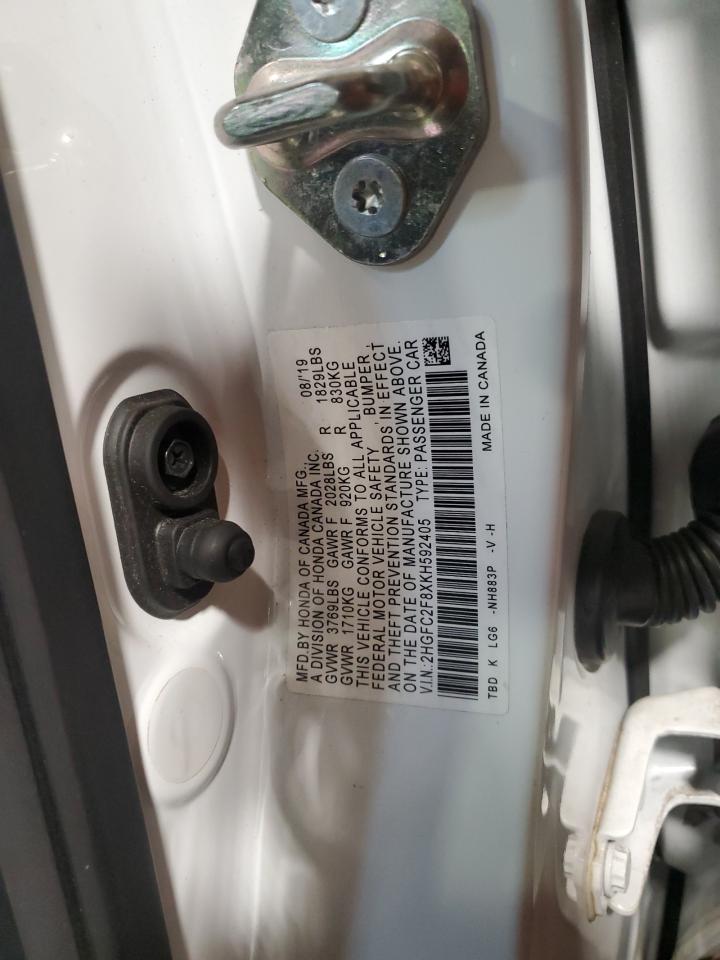 MFD.BY HONDA OF CANADA MFG., 08/'19
A DIVISION OF HONDA CANADA INC.
GVWR 3769LBS GAWR F 2028LBS R 1829LBS
GVWR 1710KG GAWR F 920KG R 830KG
THIS VEHICLE CONFORMS TO ALL APPLICABLE
FEDERAL MOTOR VEHICLE SAFETY , BUMPER ,
AND THEFT PREVENTION STANDARDS IN EFFECT
ON THE DATE OF MANUFACTURE SHOWN ABOVE.
V.I.N.:2HGFC2F8XKH592405 TYPE: PASSENGER CAR
TBD K LG6 -NH883P -V -H MADE IN CANADA